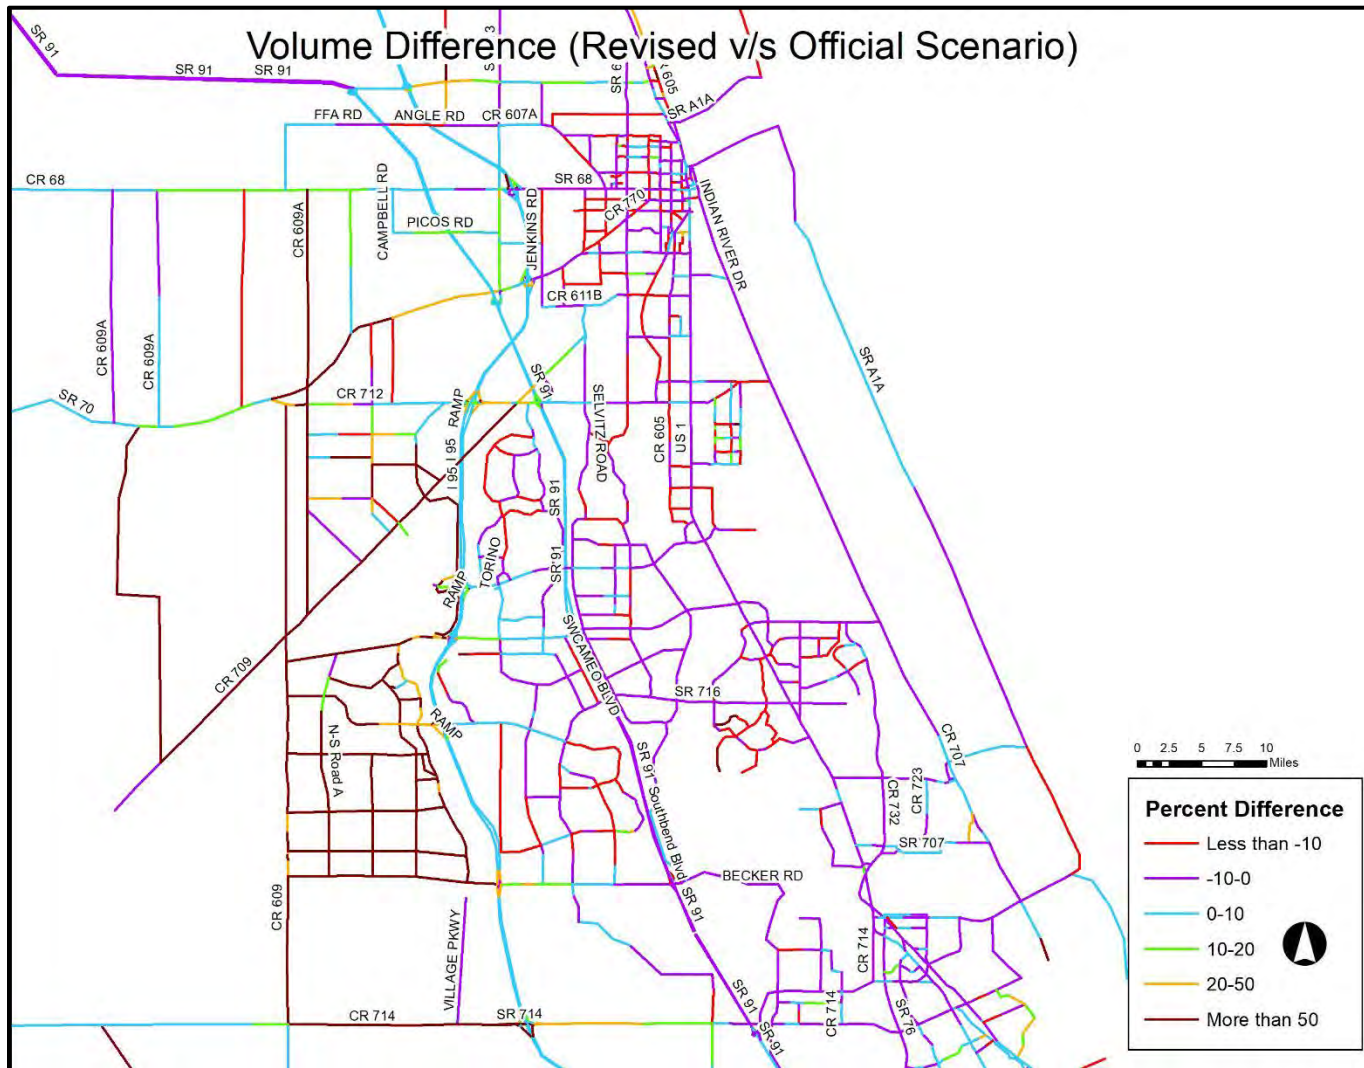 Volume Difference (Revised v/s Official Scenario)
SR 91
SR 91
SR 91
SR A1A
FFA RD
ANGLE RD
CR 607A
CR 68
SR 68
CAMPBELL RD
PICOS RD
JENKINS RD
CR 770
INDIAN RIVER DR
CR 609A
CR 609A
CR 609A
CR 611B
SR A1A
SR 70
CR 712
RAMP
SR 91
SELVITZ ROAD
CR 605
US 1
I 95
I 95
SR 91
SR 91
TORINO
RAMP
CR 709
SW CAMEO BLVD
SR 716
RAMP
N-S Road A
SR 91
Southbend Blvd
CR 707
CR 723
CR 732
SR 707
BECKER RD
SR 91
CR 609
VILLAGE PKWY
CR 714
CR 714
SR 714
SR 91
SR 91
CR 714
SR 76
0 2.5 5 7.5 10
Miles
Percent Difference
Less than -10
-10-0
0-10
10-20
20-50
More than 50